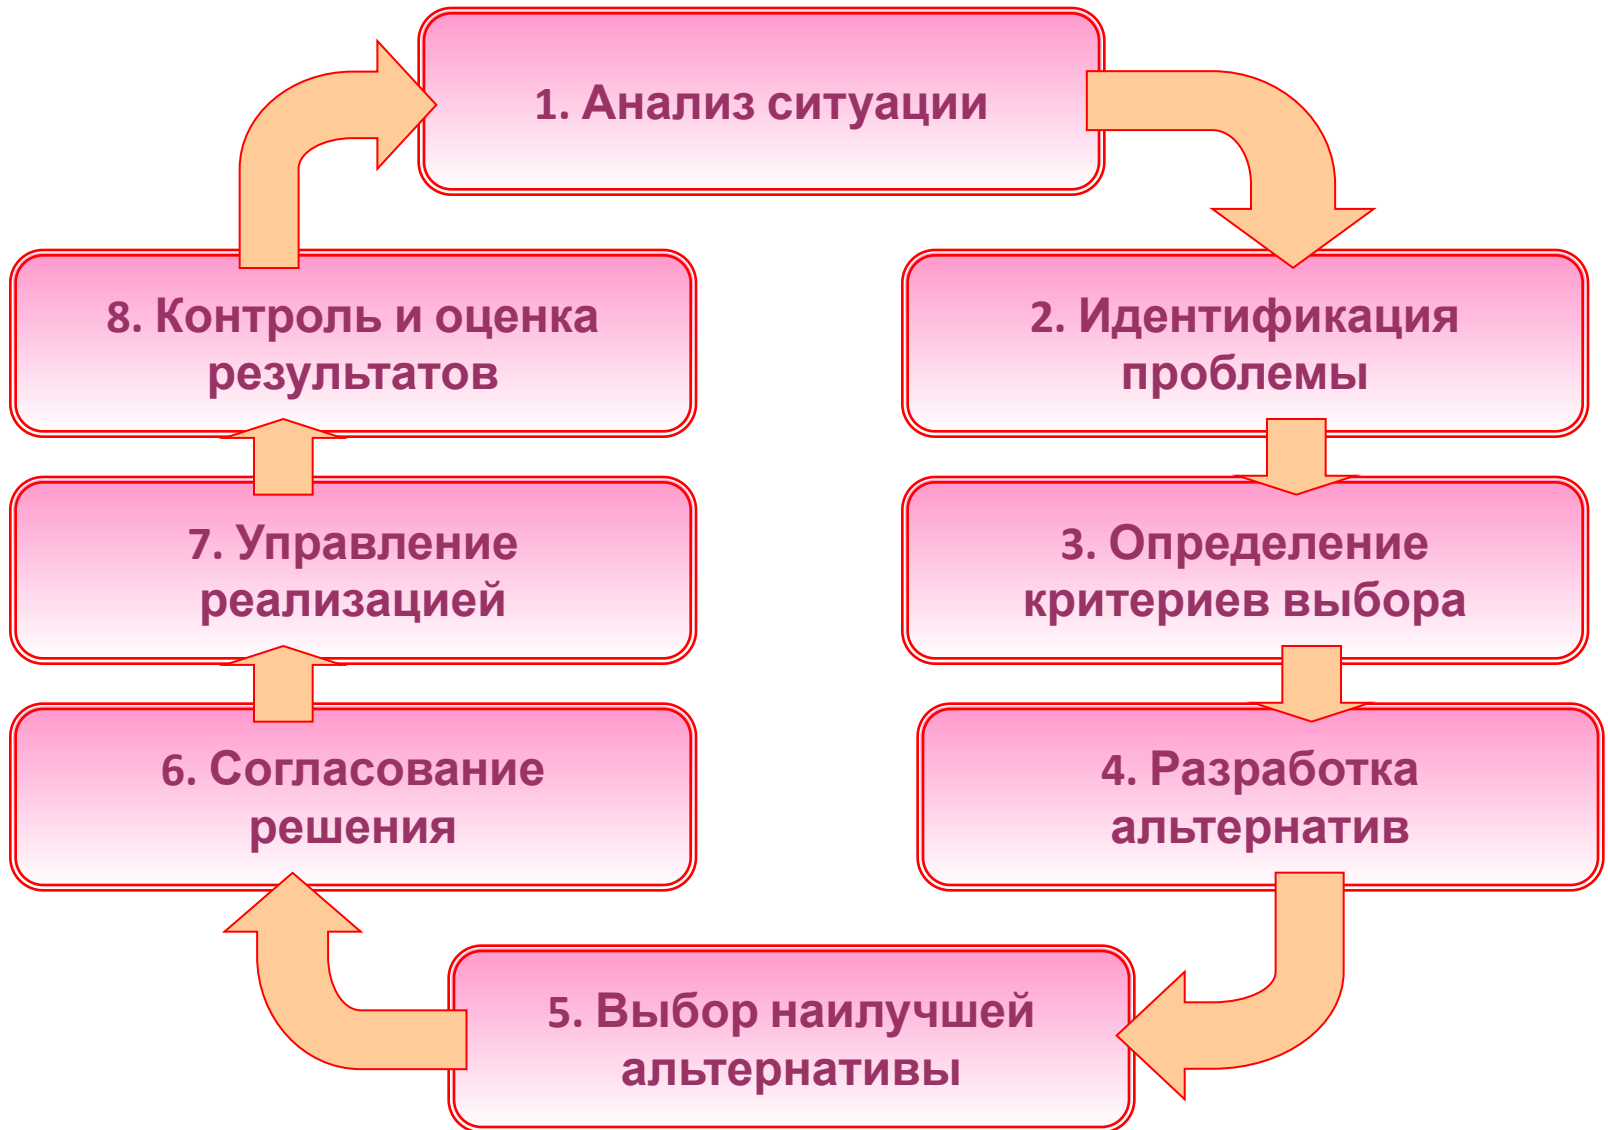 1. Анализ ситуации
2. Идентификация
проблемы
3. Определение
критериев выбора
4. Разработка
альтернатив
5. Выбор наилучшей
альтернативы
6. Согласование
решения
7. Управление
реализацией
8. Контроль и оценка
результатов